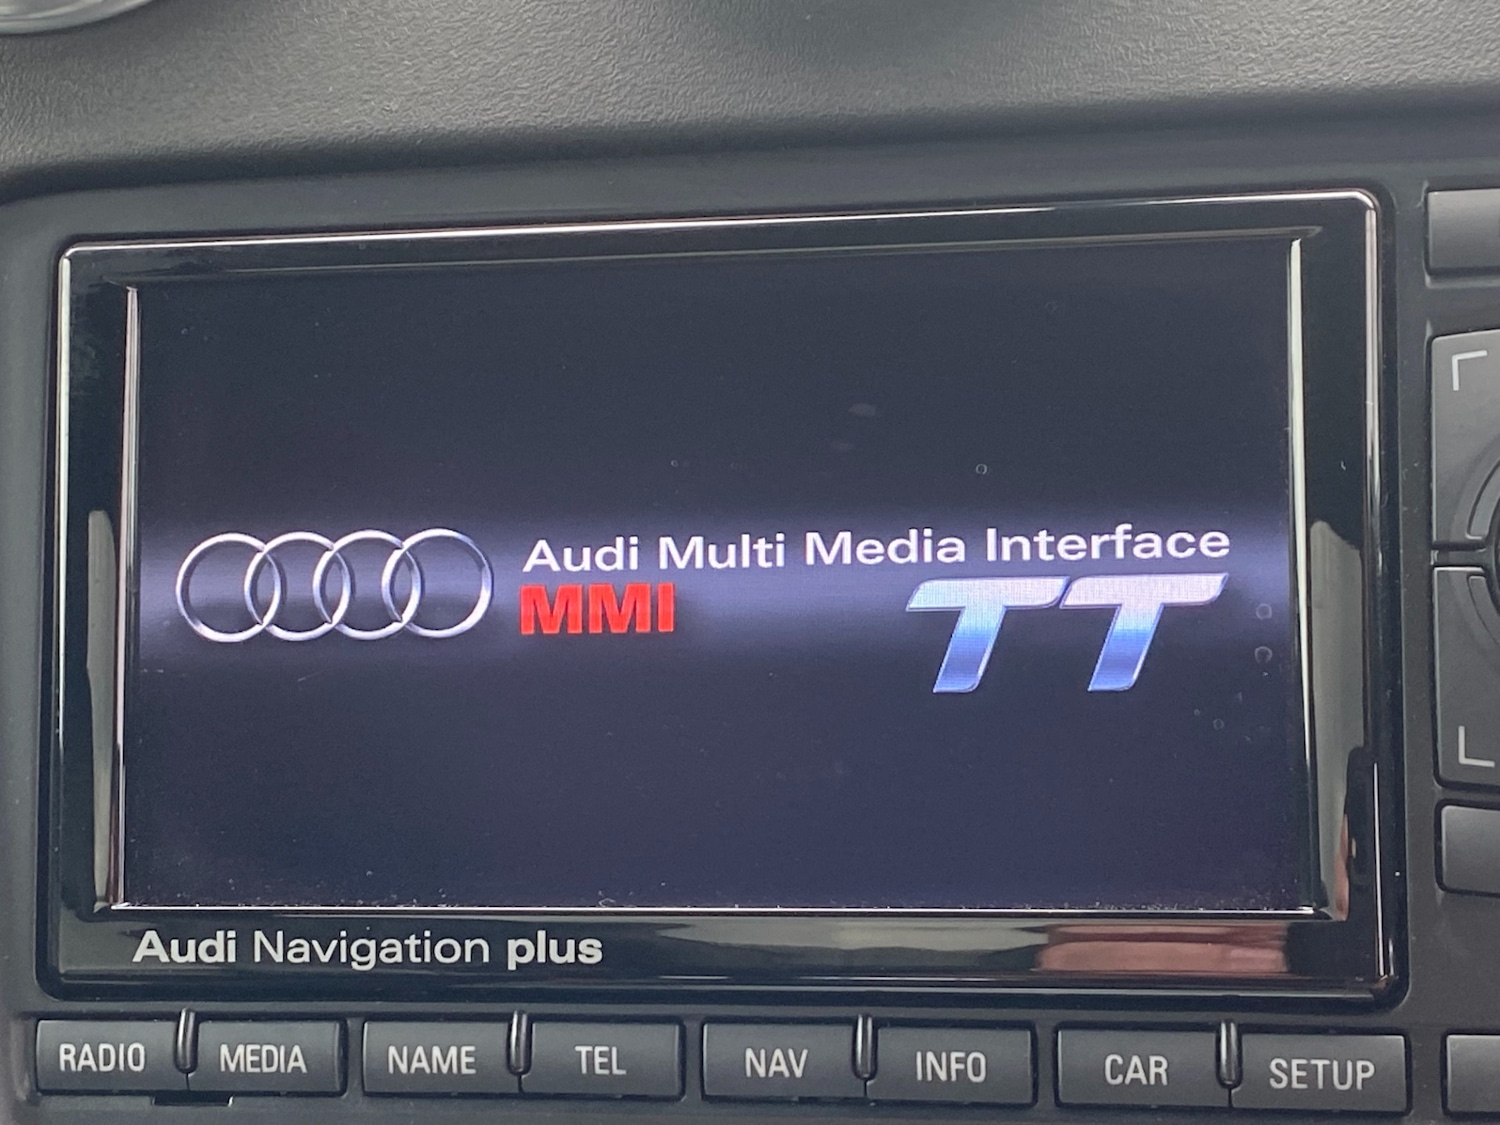 Audi Multi Media Interface
MMI TT
Audi Navigation plus
RADIO MEDIA NAME TEL NAV INFO CAR SETUP